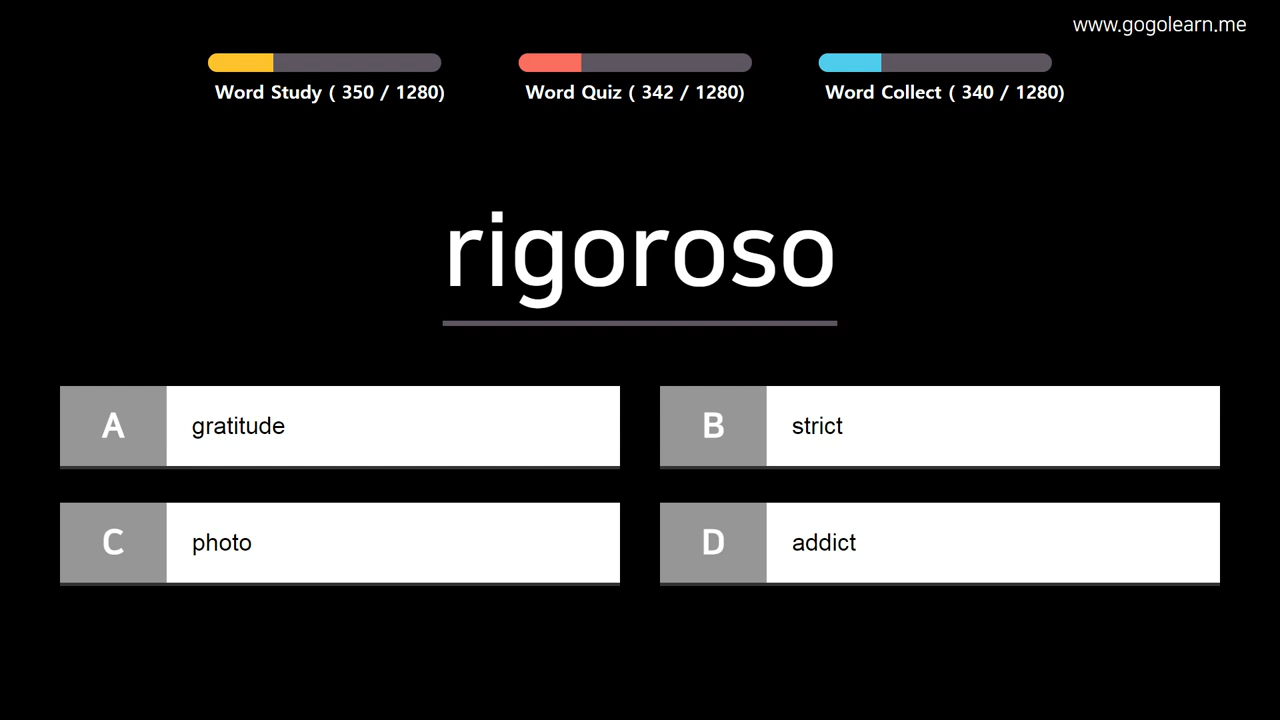 www.gogolearn.me
Word Study ( 350 / 1280)
Word Quiz ( 342 / 1280)
Word Collect ( 340 / 1280)
rigoroso
A gratitude
B strict
C photo
D addict